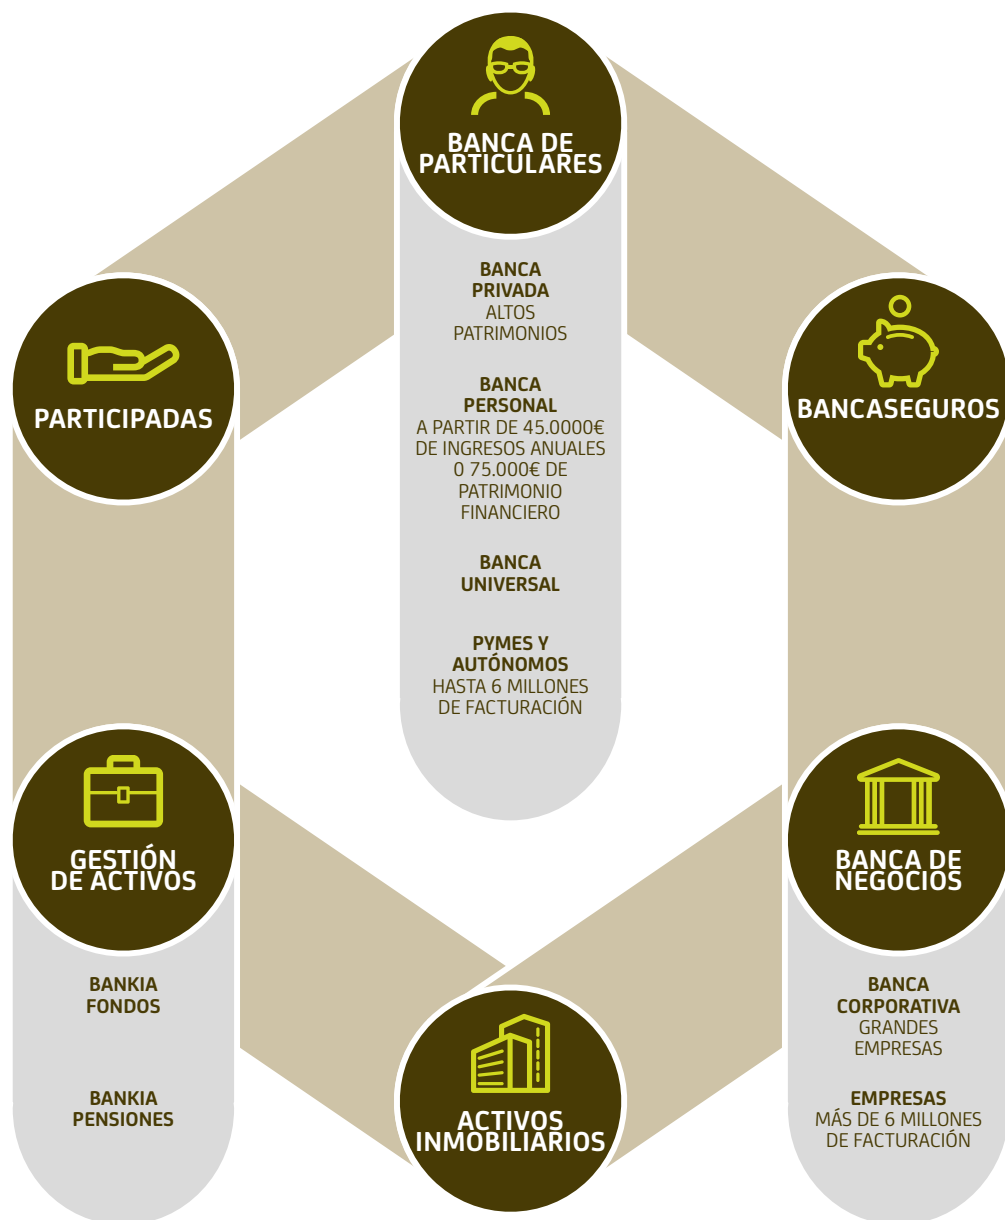 BANCA DE
PARTICULARES
BANCA
PRIVADA
ALTOS
PATRIMONIOS
BANCA
PERSONAL
A PARTIR DE 45.0000€
DE INGRESOS ANUALES
O 75.000€ DE
PATRIMONIO
FINANCIERO
BANCA
UNIVERSAL
PYMES Y
AUTÓNOMOS
HASTA 6 MILLONES
DE FACTURACIÓN
PARTICIPADAS
BANCASEGUROS
GESTIÓN
DE ACTIVOS
BANKIA
FONDOS
BANKIA
PENSIONES
ACTIVOS
INMOBILIARIOS
BANCA DE
NEGOCIOS
BANCA
CORPORATIVA
GRANDES
EMPRESAS
EMPRESAS
MÁS DE 6 MILLONES
DE FACTURACIÓN